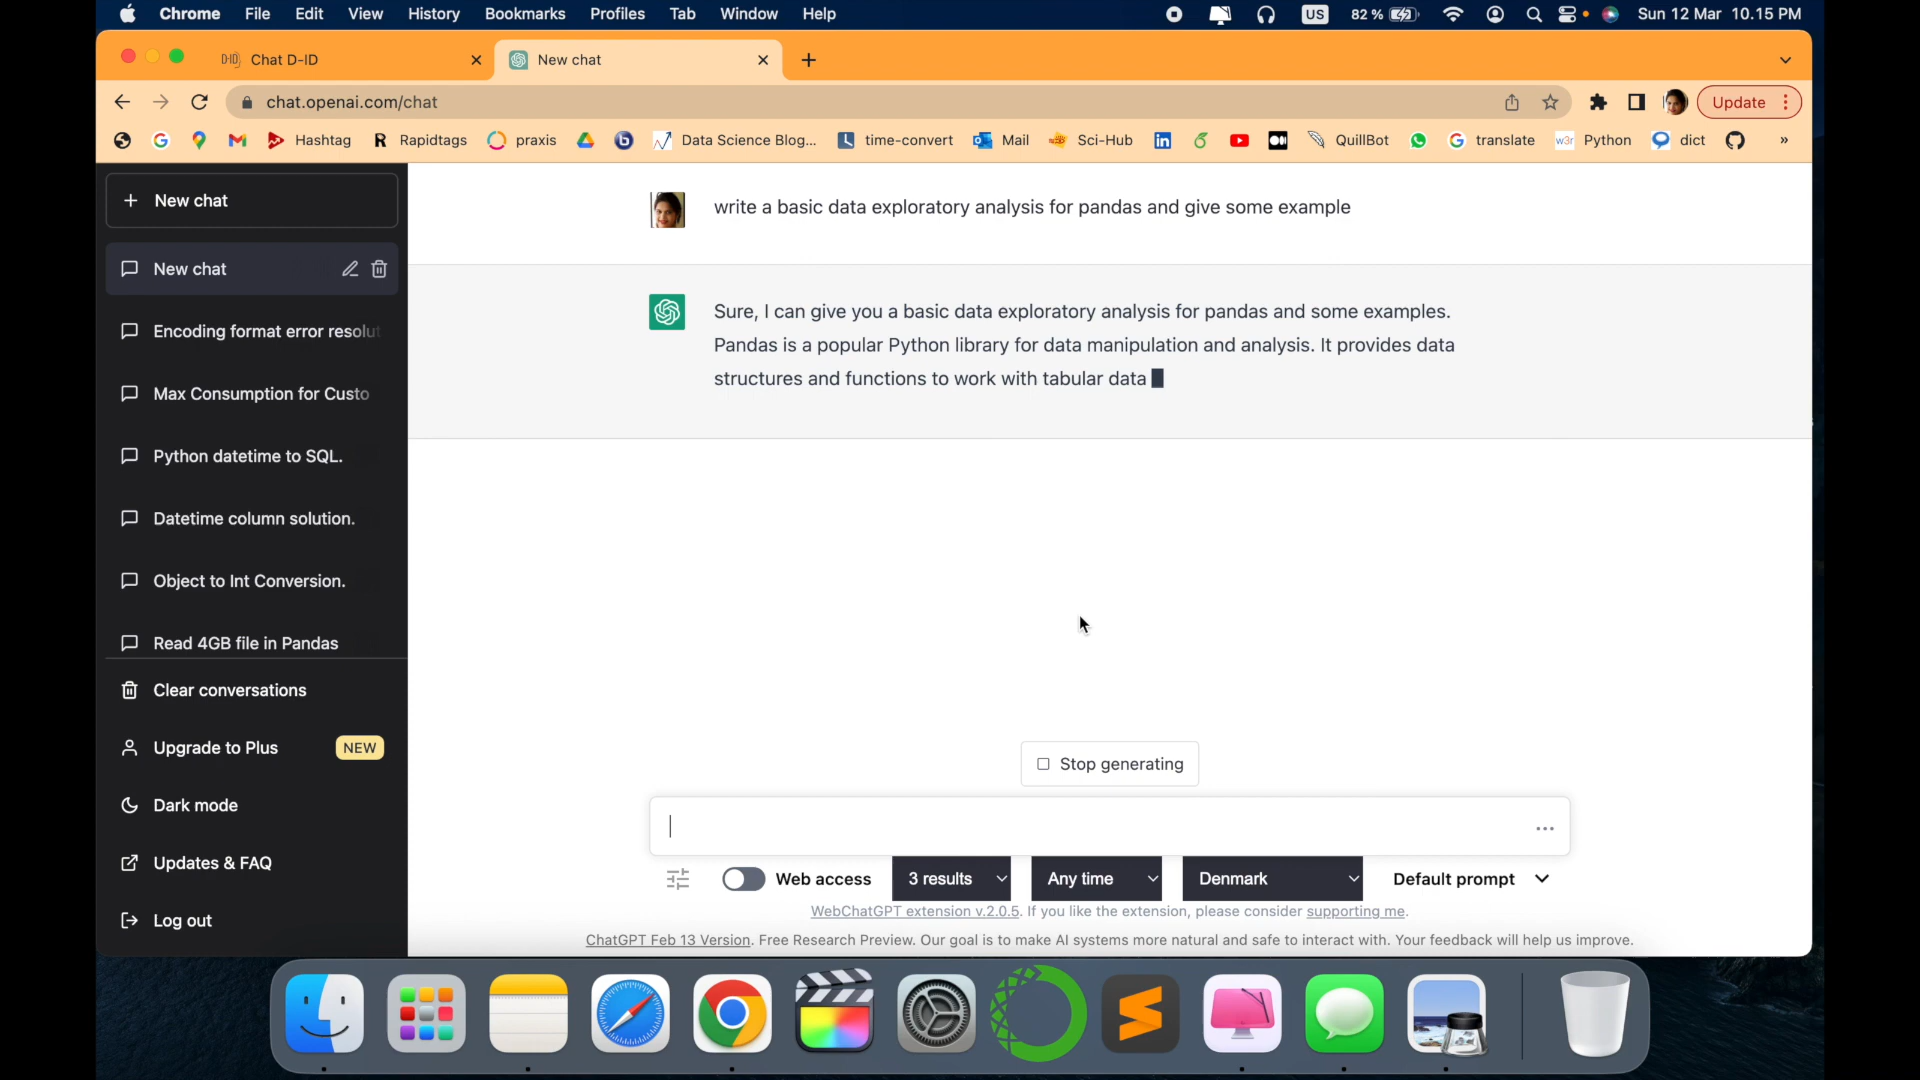 Chrome File Edit View History Bookmarks Profiles Tab Window Help US 82 % Sun 12 Mar 10.15 PM
D-ID Chat D-ID New chat
chat.openai.com/chat Update
Hashtag R Rapidtags praxis Data Science Blog... time-convert Mail Sci-Hub QuillBot translate w3r Python dict »
New chat
write a basic data exploratory analysis for pandas and give some example
New chat
Sure, I can give you a basic data exploratory analysis for pandas and some examples.
Pandas is a popular Python library for data manipulation and analysis. It provides data
structures and functions to work with tabular data
Encoding format error resolut
Max Consumption for Custo
Python datetime to SQL.
Datetime column solution.
Object to Int Conversion.
Read 4GB file in Pandas
Clear conversations
Upgrade to Plus NEW
Dark mode
Updates & FAQ
Log out
Stop generating
Web access 3 results Any time Denmark Default prompt
WebChatGPT extension v.2.0.5. If you like the extension, please consider supporting me.
ChatGPT Feb 13 Version. Free Research Preview. Our goal is to make AI systems more natural and safe to interact with. Your feedback will help us improve.